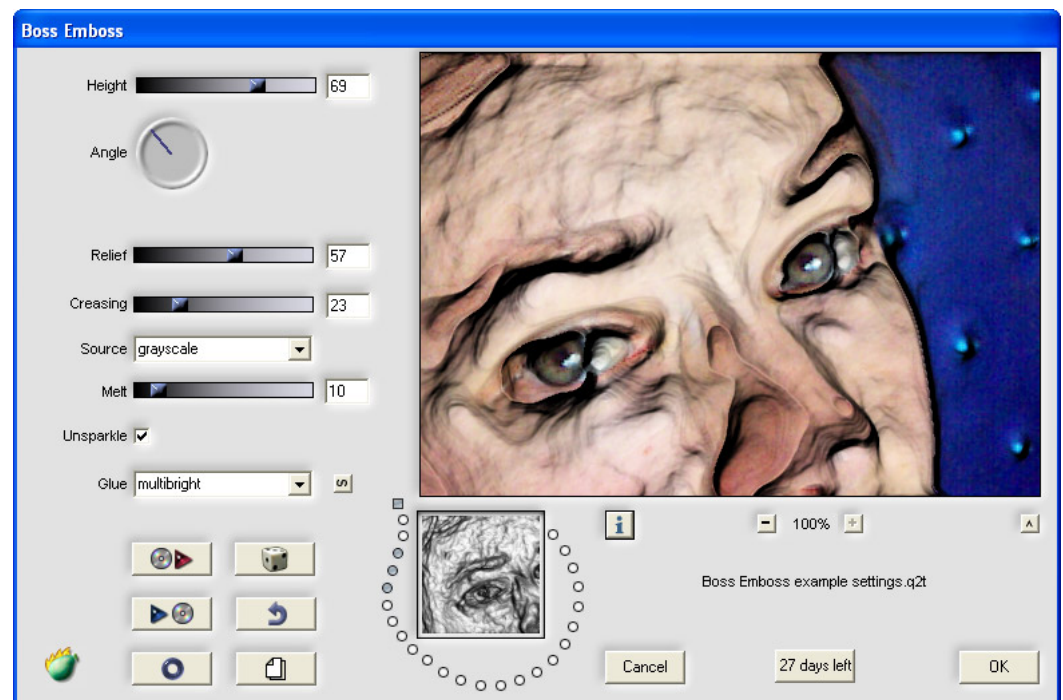 Boss Emboss
Height 69
Angle
Relief 57
Creasing 23
Source grayscale
Melt 10
Unsparkle
Glue multibright S
i
- 100% +
Boss Emboss example settings.q2t
Cancel 27 days left OK